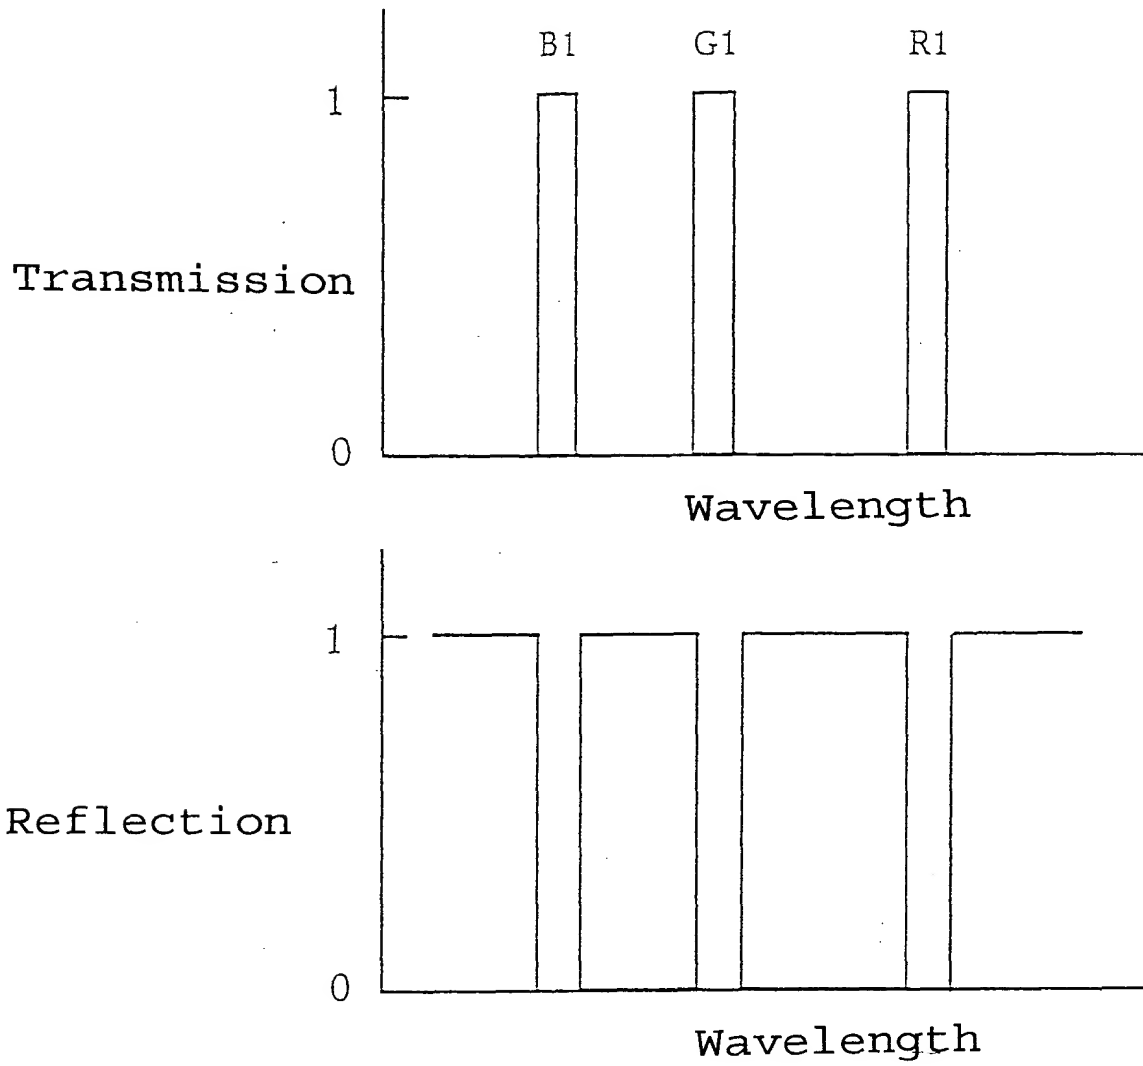 B1 G1 R1
1
Transmission
0
Wavelength
1
Reflection
0
Wavelength